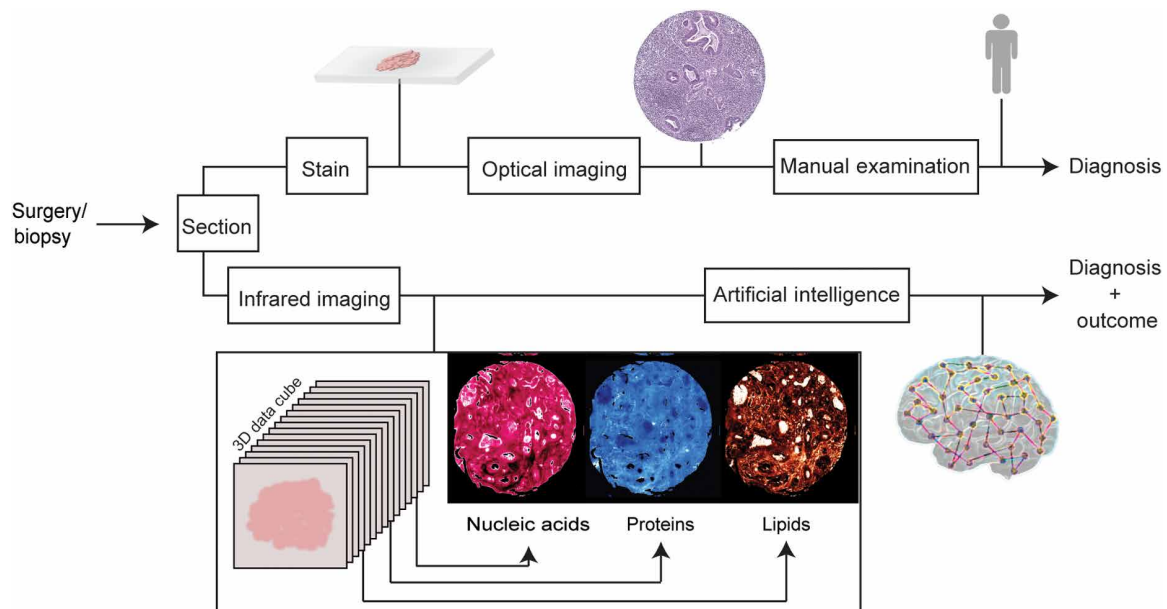 Stain
Optical imaging
Manual examination
Diagnosis
Surgery/
biopsy
Section
Infrared imaging
Artificial intelligence
Diagnosis
+
outcome
3D data cube
Nucleic acids
Proteins
Lipids